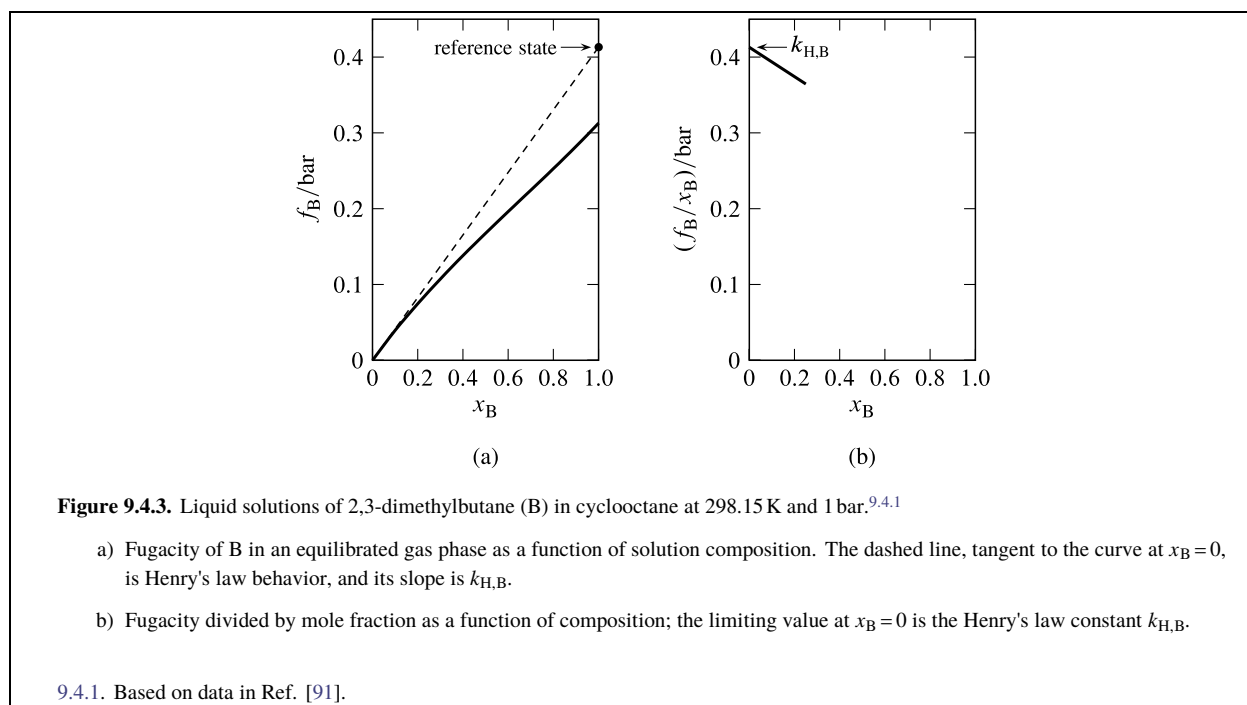 reference state
0.4
0.3
0.2
0.1
0
f_B/bar
0 0.2 0.4 0.6 0.8 1.0
x_B
(a)
k_H,B
0.4
0.3
0.2
0.1
0
(f_B/x_B)/bar
0 0.2 0.4 0.6 0.8 1.0
x_B
(b)
Figure 9.4.3. Liquid solutions of 2,3-dimethylbutane (B) in cyclooctane at 298.15 K and 1 bar.9.4.1
a) Fugacity of B in an equilibrated gas phase as a function of solution composition. The dashed line, tangent to the curve at x_B = 0,
is Henry's law behavior, and its slope is k_H,B.
b) Fugacity divided by mole fraction as a function of composition; the limiting value at x_B = 0 is the Henry's law constant k_H,B.
9.4.1. Based on data in Ref. [91].